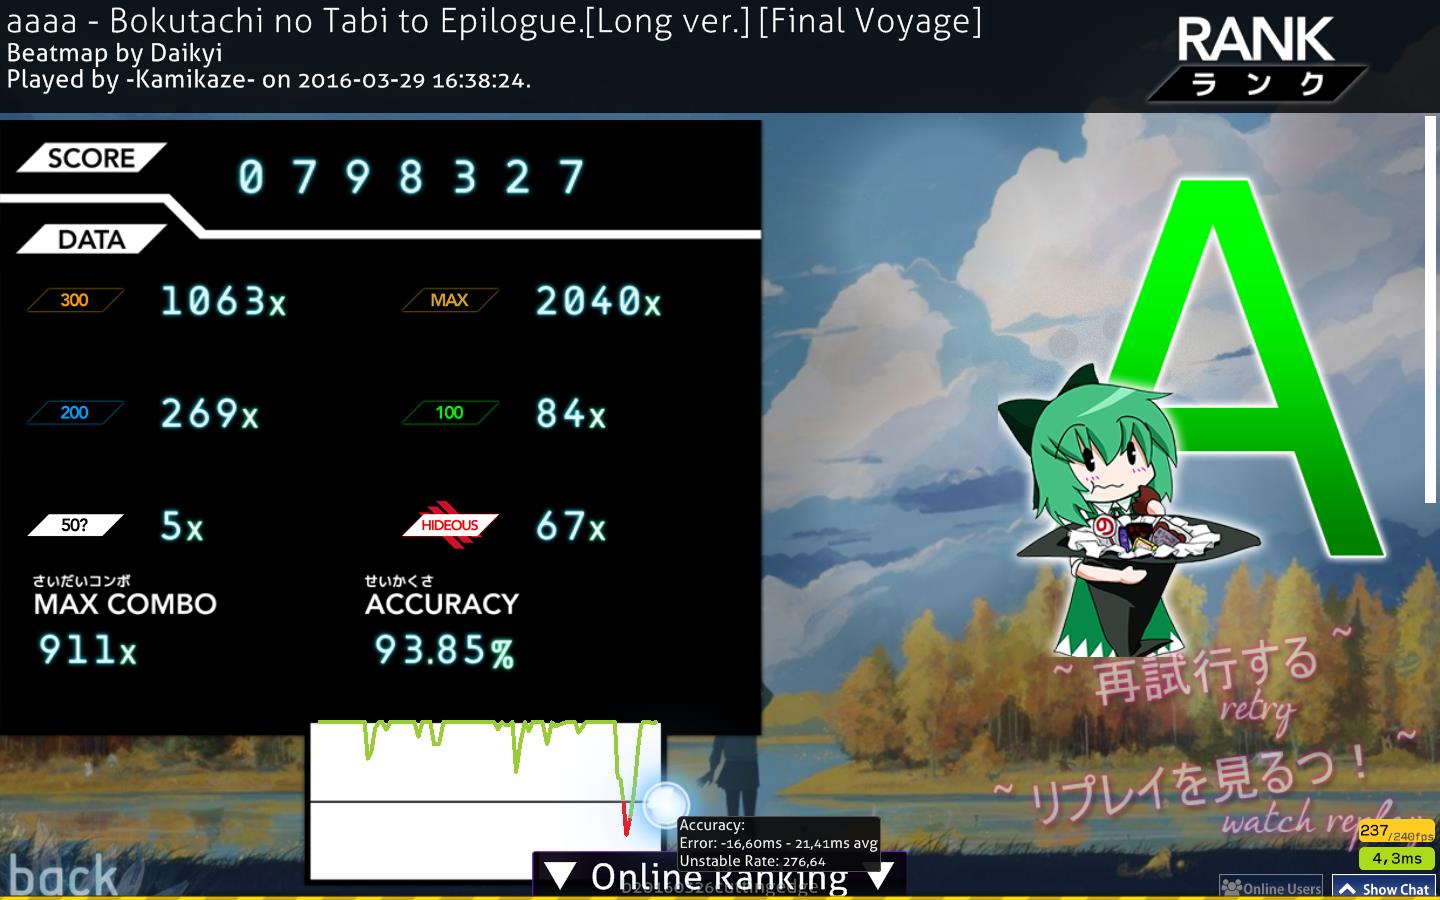 aaaa - Bokutachi no Tabi to Epilogue.[Long ver.] [Final Voyage]
Beatmap by Daikyi
Played by -Kamikaze- on 2016-03-29 16:38:24.
RANK
ランク
SCORE
0798327
DATA
300 1063x MAX 2040x
200 269x 100 84x
50? 5x HIDEOUS 67x
さいだいコンボ せいかくさ
MAX COMBO ACCURACY
911x 93.85%
A
の
~ 再試行する ~
retry
~ リプレイを見るつ! ~
watch replay
Accuracy:
Error: -16,60ms - 21,41ms avg
Unstable Rate: 276,64
237/240fps
4,3ms
back
▼ Online Ranking ▼
b20160326cuttingedge
Online Users
Show Chat